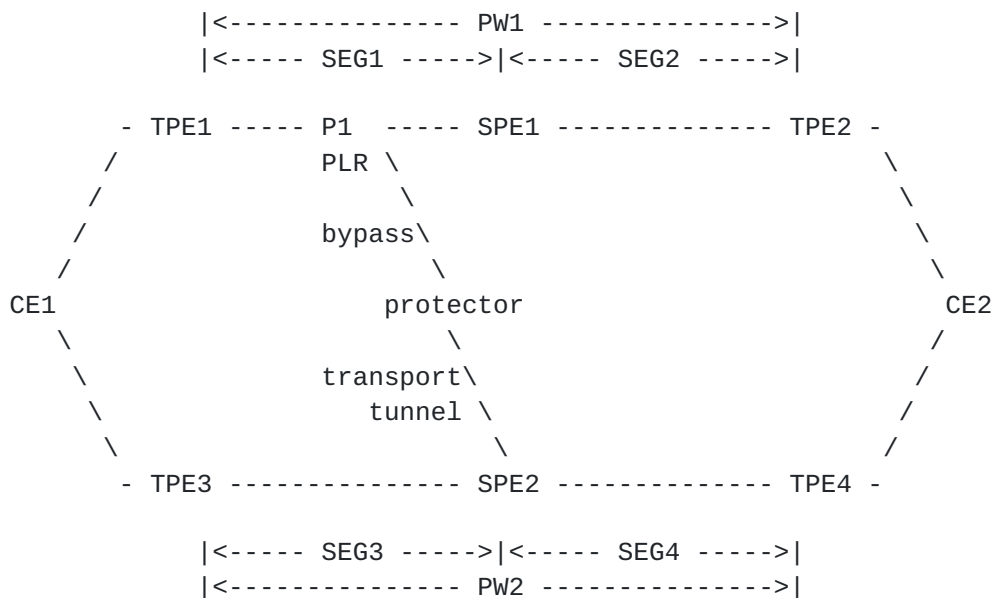 |<--------------- PW1 --------------->|
|<----- SEG1 ----->|<----- SEG2 ----->|
- TPE1 ----- P1 ----- SPE1 -------------- TPE2 -
/ PLR \ \
/ \ \
/ bypass\ \
/ \ \
CE1 protector CE2
\ \ /
\ transport\ /
\ tunnel \ /
\ \ /
- TPE3 --------------- SPE2 -------------- TPE4 -
|<----- SEG3 ----->|<----- SEG4 ----->|
|<--------------- PW2 --------------->|